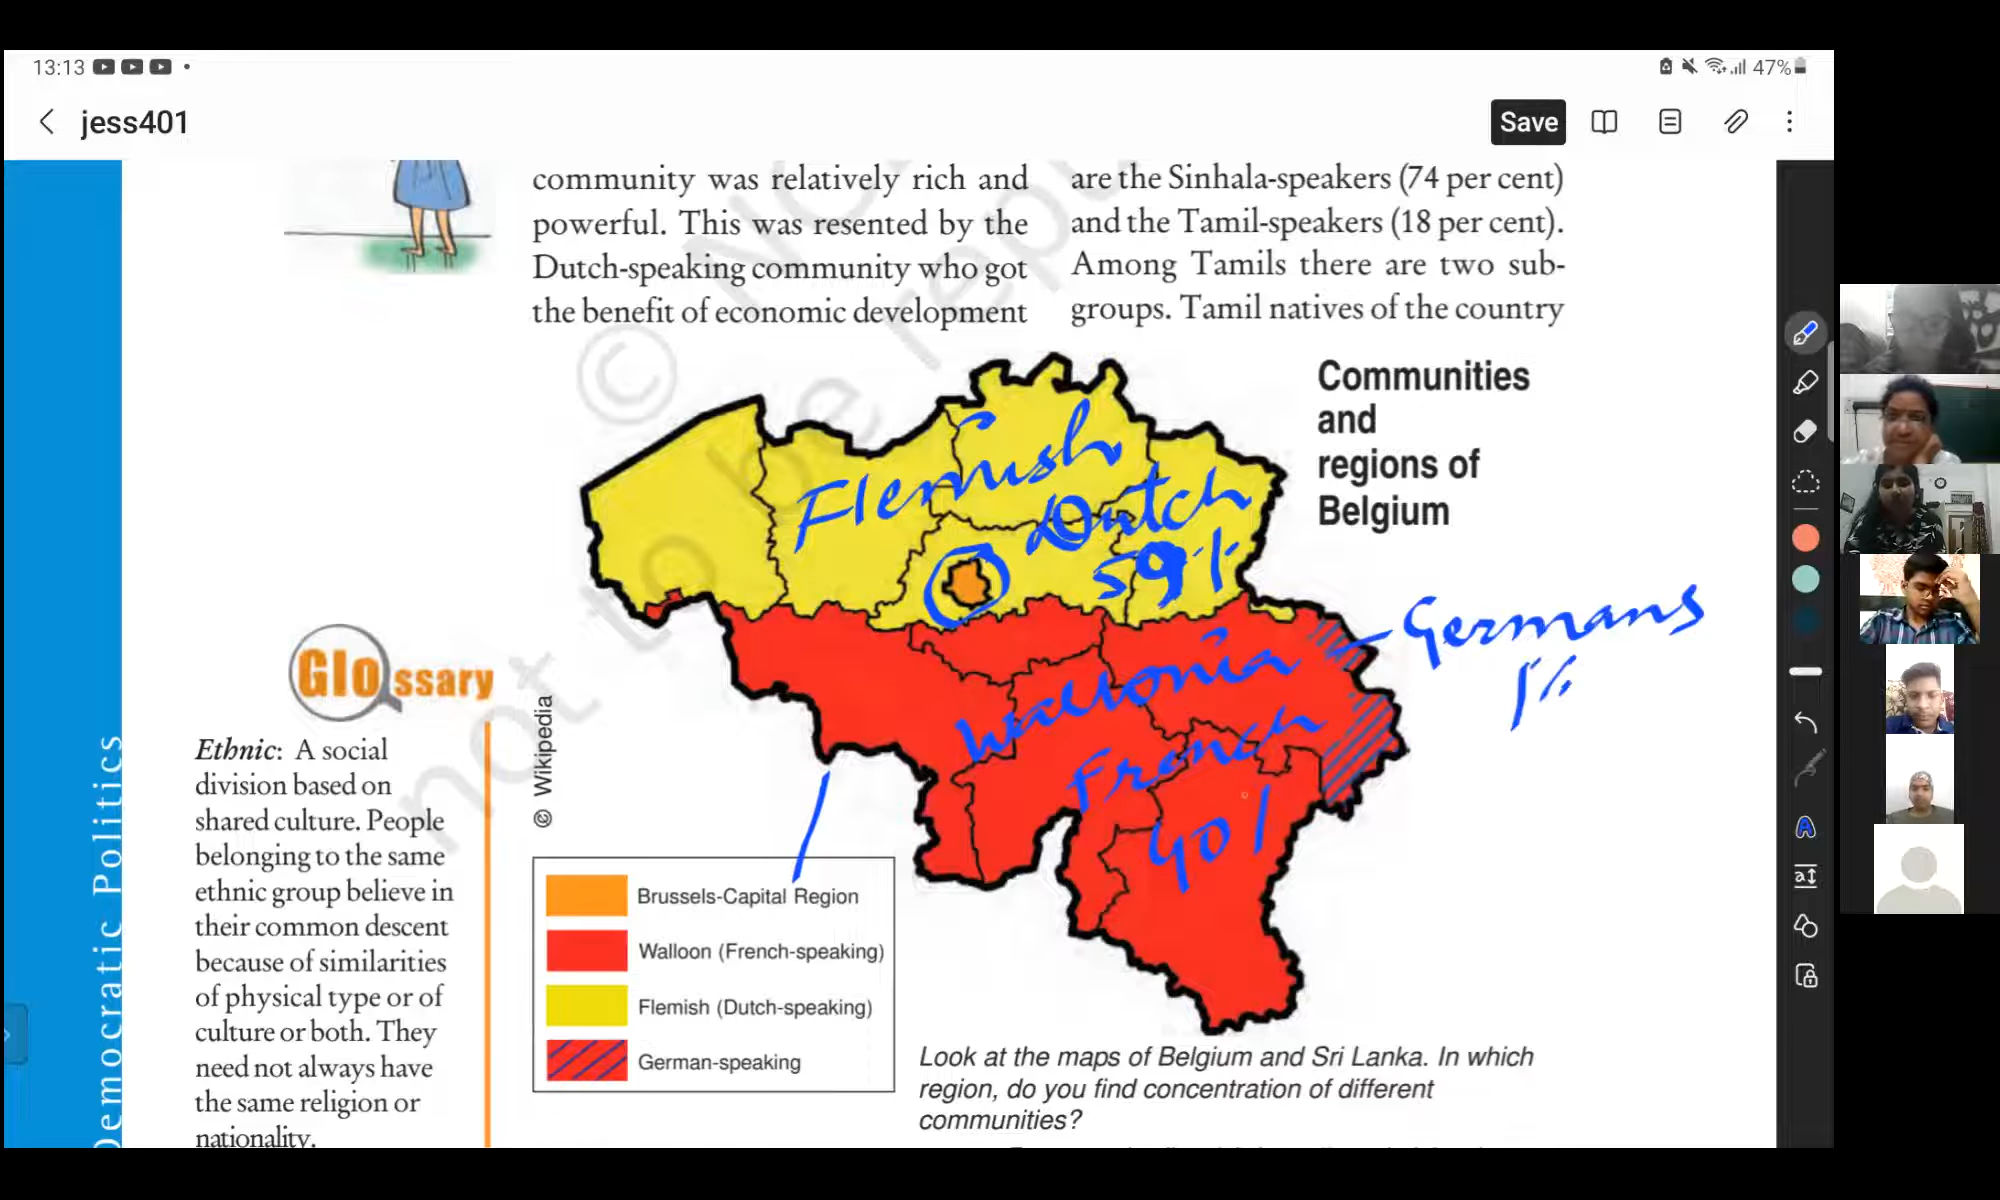 13:13
47%
jess401
Save
community was relatively rich and
powerful. This was resented by the
Dutch-speaking community who got
the benefit of economic development
are the Sinhala-speakers (74 per cent)
and the Tamil-speakers (18 per cent).
Among Tamils there are two sub-
groups. Tamil natives of the country
© not to be repu
Communities
and
regions of
Belgium
Flemish
Dutch
59%
Germans
1%
Wallonia
French
40%
© Wikipedia
Brussels-Capital Region
Walloon (French-speaking)
Flemish (Dutch-speaking)
German-speaking
Look at the maps of Belgium and Sri Lanka. In which
region, do you find concentration of different
communities?
Glossary
Ethnic: A social
division based on
shared culture. People
belonging to the same
ethnic group believe in
their common descent
because of similarities
of physical type or of
culture or both. They
need not always have
the same religion or
nationality.
Democratic Politics